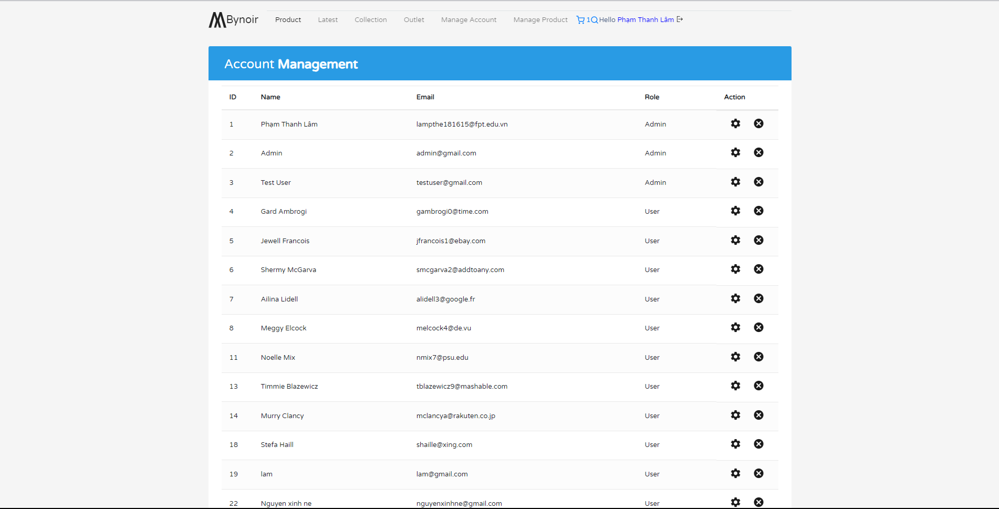 Bynoir Product Latest Collection Outlet Manage Account Manage Product 1 Hello Phạm Thanh Lâm
Account Management
ID Name Email Role Action
1 Phạm Thanh Lâm lampthe181615@fpt.edu.vn Admin
2 Admin admin@gmail.com Admin
3 Test User testuser@gmail.com Admin
4 Gard Ambrogi gambrogi0@time.com User
5 Jewell Francois jfrancois1@ebay.com User
6 Shermy McGarva smcgarva2@addtoany.com User
7 Ailina Lidell alidell3@google.fr User
8 Meggy Elcock melcock4@de.vu User
11 Noelle Mix nmix7@psu.edu User
13 Timmie Blazewicz tblazewicz9@mashable.com User
14 Murry Clancy mclancya@rakuten.co.jp User
18 Stefa Haill shaille@xing.com User
19 lam lam@gmail.com User
22 Nguyen xinh ne nguyenxinhne@gmail.com User